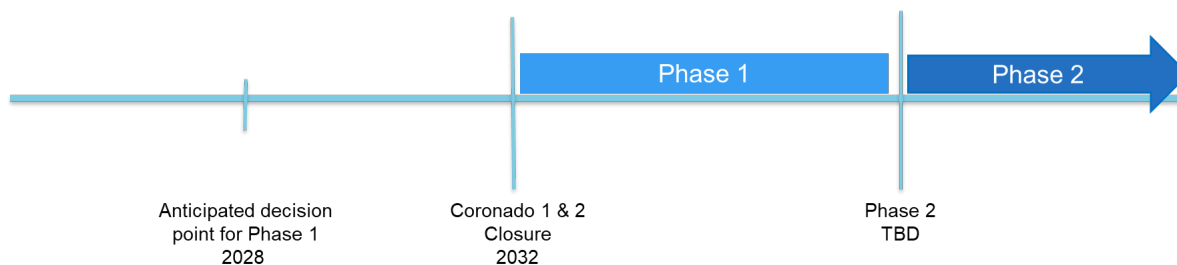 Phase 1
Phase 2
Anticipated decision
point for Phase 1
2028
Coronado 1 & 2
Closure
2032
Phase 2
TBD